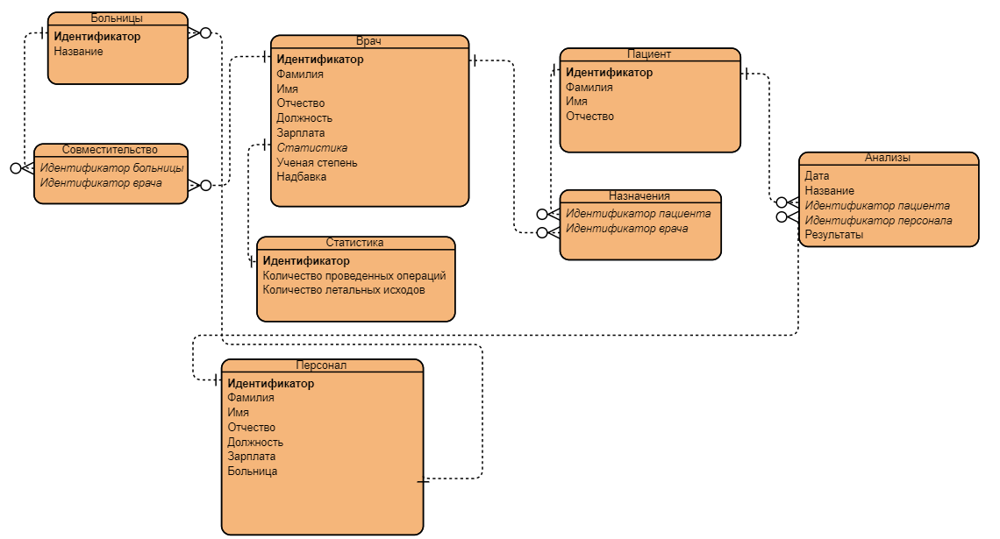 Больницы
Идентификатор
Название
Совместительство
Идентификатор больницы
Идентификатор врача
Врач
Идентификатор
Фамилия
Имя
Отчество
Должность
Зарплата
Статистика
Ученая степень
Надбавка
Статистика
Идентификатор
Количество проведенных операций
Количество летальных исходов
Пациент
Идентификатор
Фамилия
Имя
Отчество
Назначения
Идентификатор пациента
Идентификатор врача
Анализы
Дата
Название
Идентификатор пациента
Идентификатор персонала
Результаты
Персонал
Идентификатор
Фамилия
Имя
Отчество
Должность
Зарплата
Больница